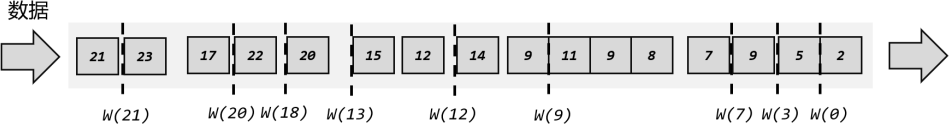 数据
21 23 17 22 20 15 12 14 9 11 9 8 7 9 5 2
W(21) W(20) W(18) W(13) W(12) W(9) W(7) W(3) W(0)